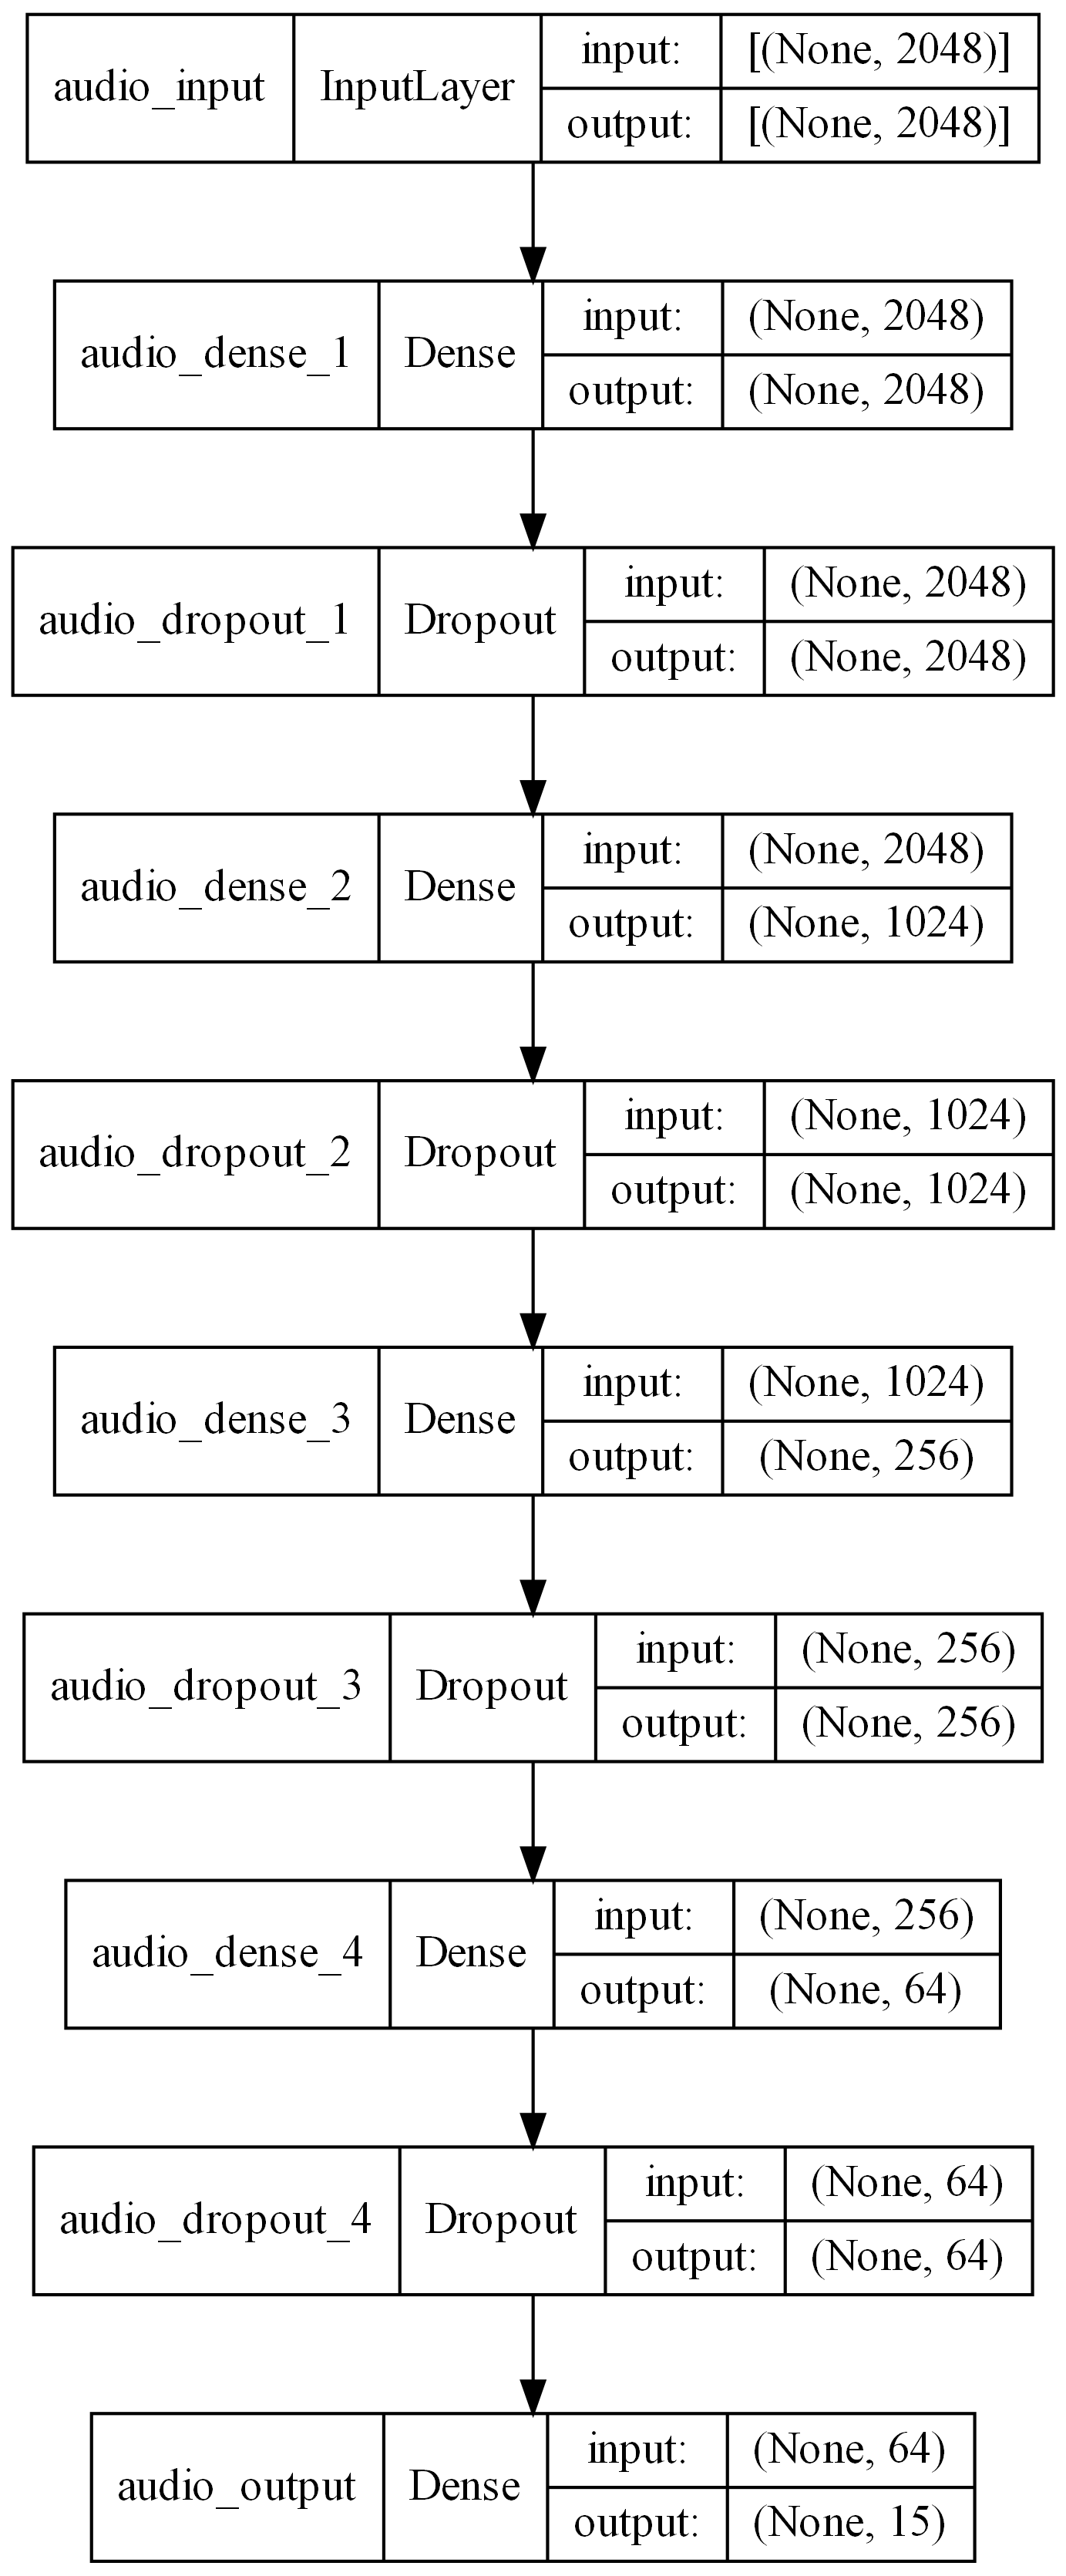 audio_input InputLayer input: [(None, 2048)]
output: [(None, 2048)]
audio_dense_1 Dense input: (None, 2048)
output: (None, 2048)
audio_dropout_1 Dropout input: (None, 2048)
output: (None, 2048)
audio_dense_2 Dense input: (None, 2048)
output: (None, 1024)
audio_dropout_2 Dropout input: (None, 1024)
output: (None, 1024)
audio_dense_3 Dense input: (None, 1024)
output: (None, 256)
audio_dropout_3 Dropout input: (None, 256)
output: (None, 256)
audio_dense_4 Dense input: (None, 256)
output: (None, 64)
audio_dropout_4 Dropout input: (None, 64)
output: (None, 64)
audio_output Dense input: (None, 64)
output: (None, 15)